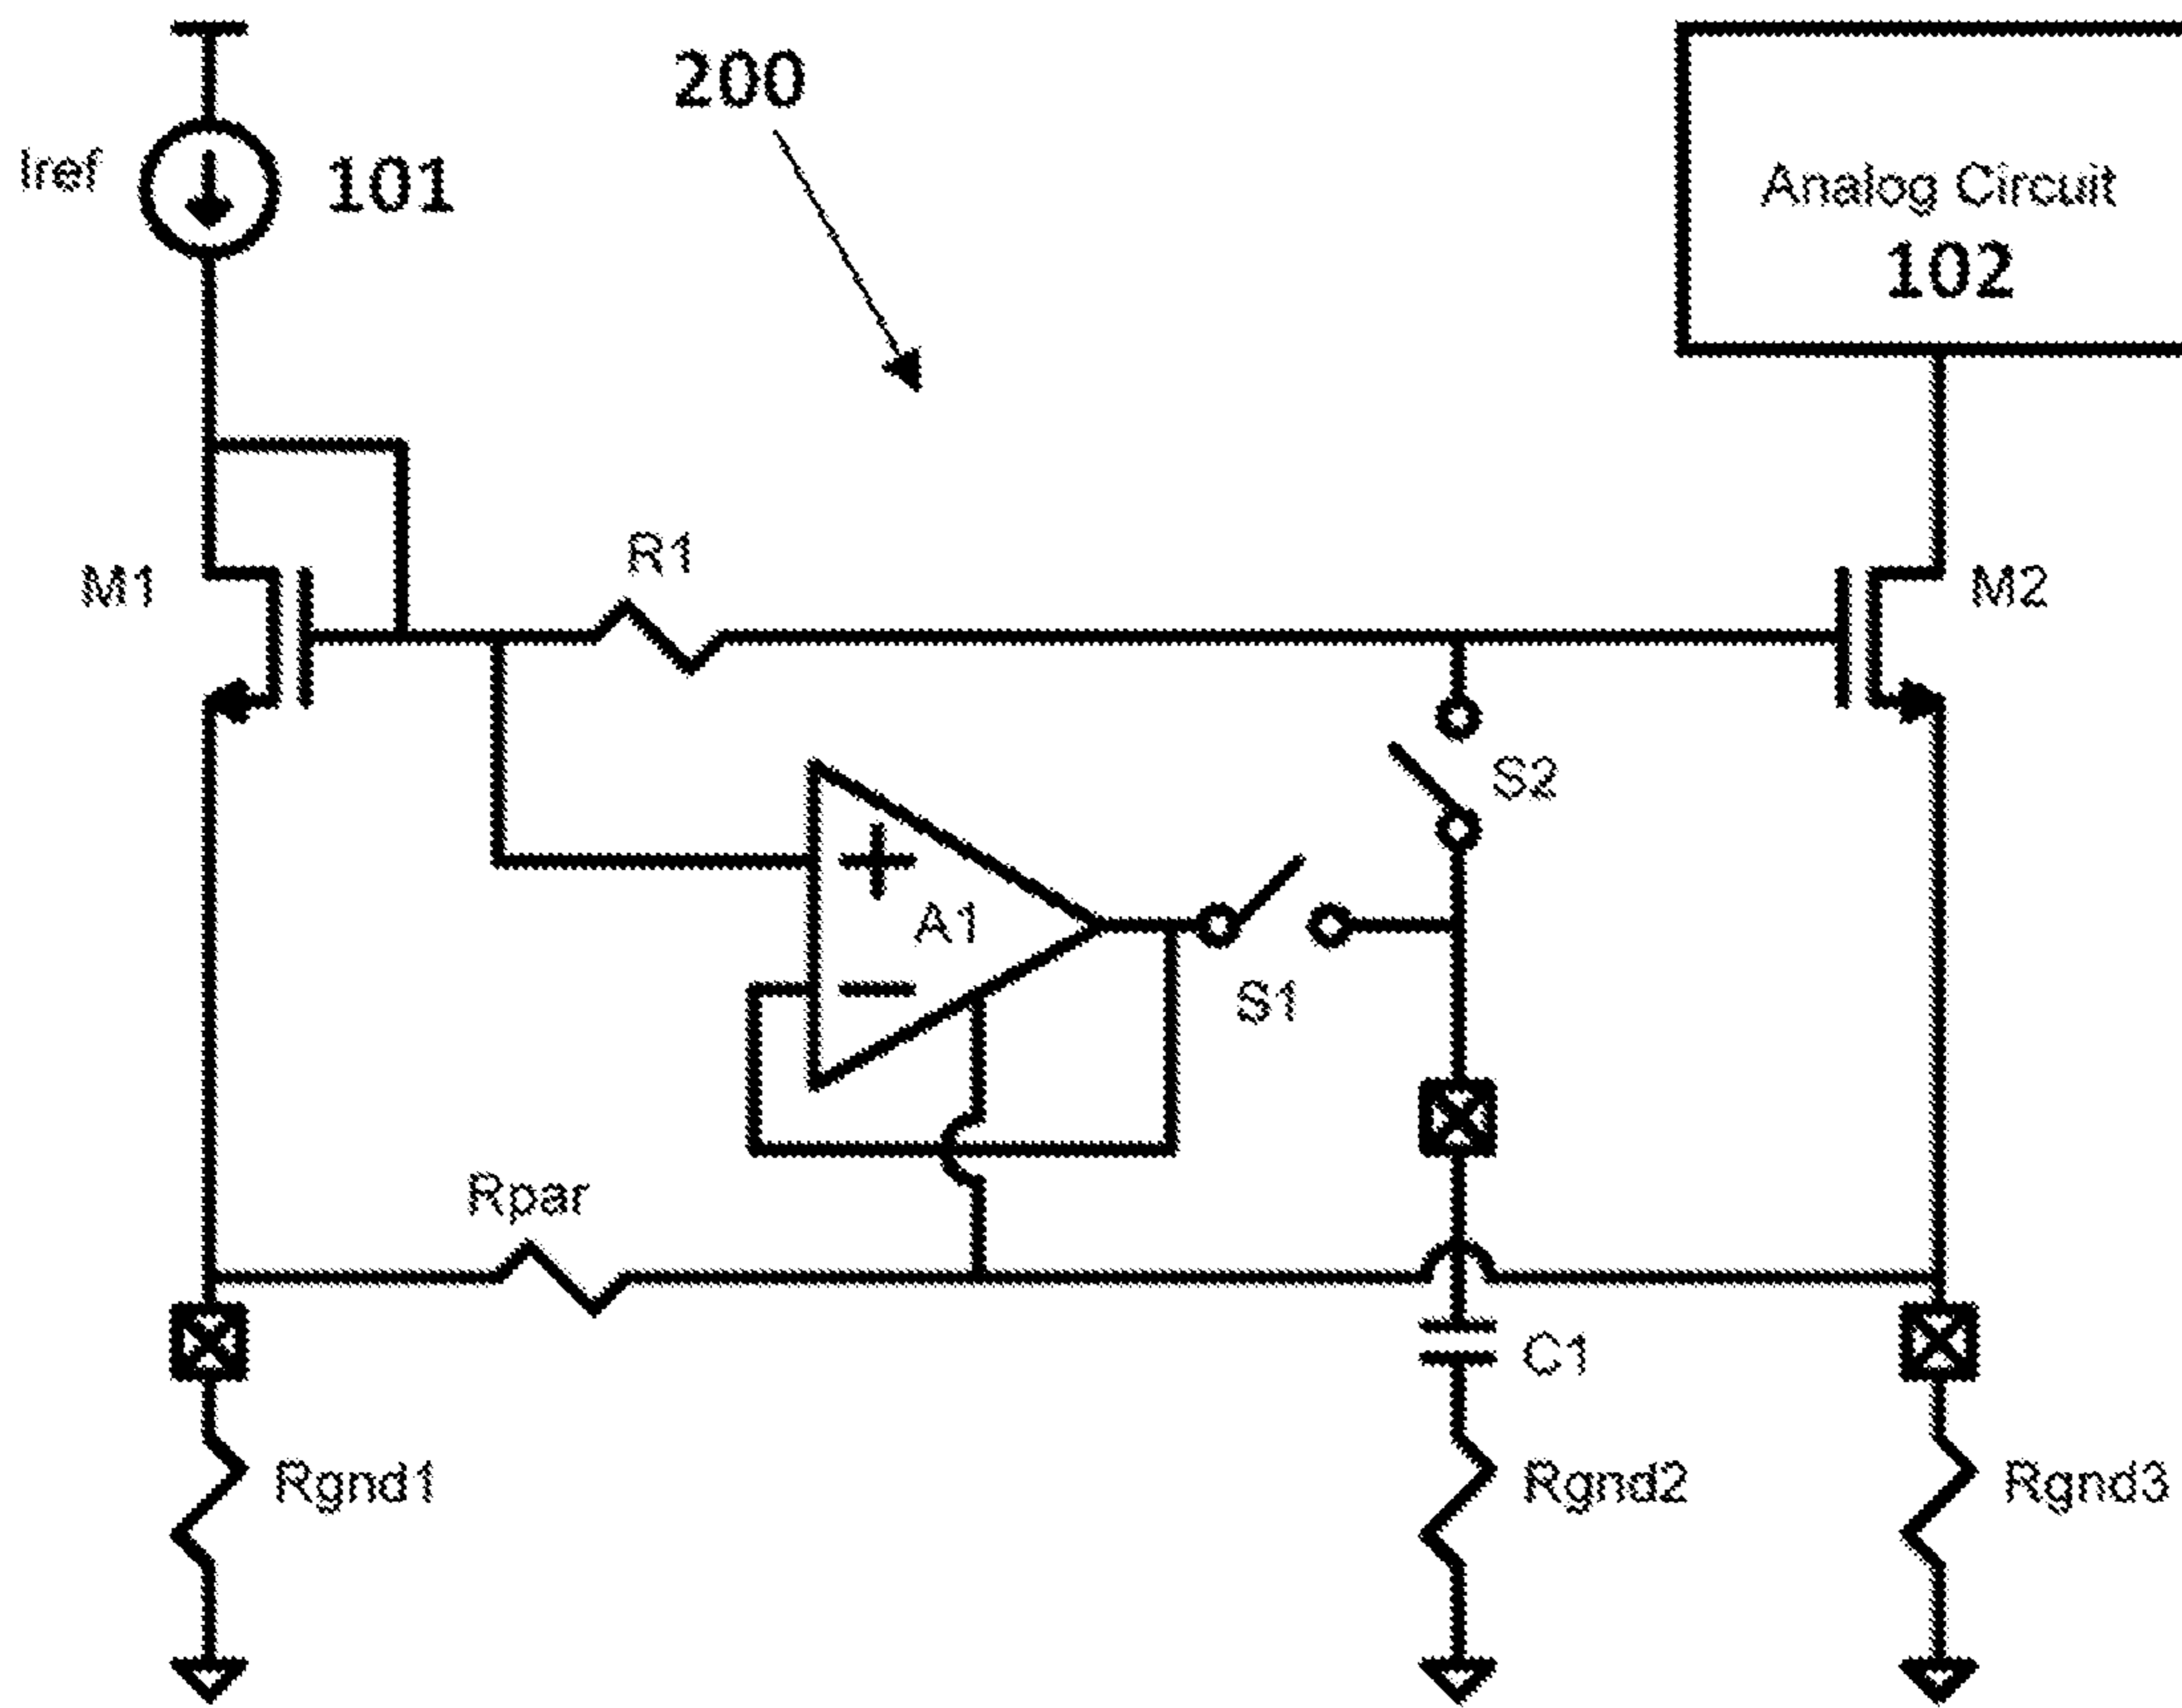 200
Iref
101
Analog Circuit
102
R1
M1
M2
S2
+
A1
−
S1
Rpar
C1
Rgnd1
Rgnd2
Rgnd3